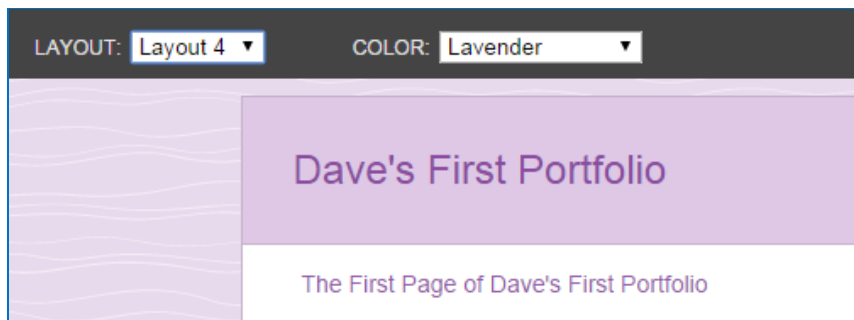 LAYOUT: Layout 4 COLOR: Lavender
Dave's First Portfolio
The First Page of Dave's First Portfolio